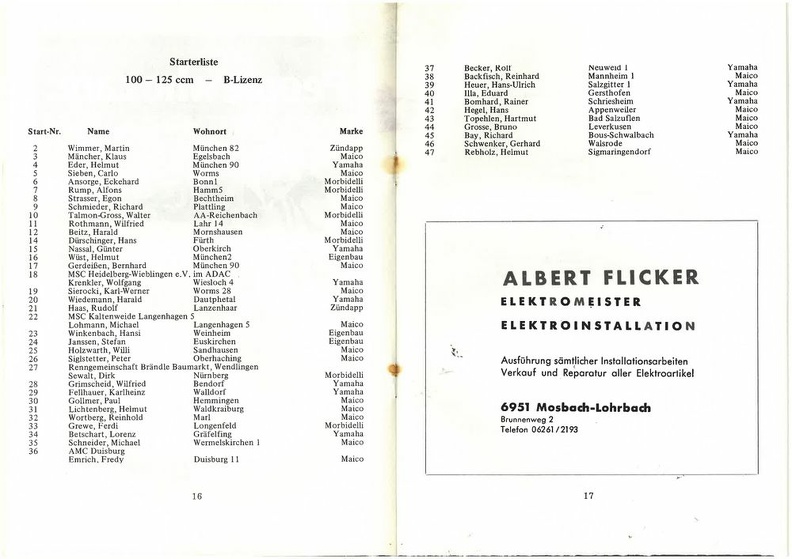 Starterliste
100 – 125 ccm – B-Lizenz
Start-Nr. Name Wohnort Marke
2 Wimmer, Martin München 82 Zündapp
3 Mäncher, Klaus Egelsbach Maico
4 Eder, Helmut München 90 Yamaha
5 Sieben, Carlo Worms Maico
6 Ansorge, Eckehard Bonn1 Morbidelli
7 Rump, Alfons Hamm5 Morbidelli
8 Strasser, Egon Bechtheim Maico
9 Schmieder, Richard Plattling Maico
10 Talmon-Gross, Walter AA-Reichenbach Morbidelli
11 Rothmann, Wilfried Lahr 14 Maico
12 Beitz, Harald Mornshausen Maico
14 Dürschinger, Hans Fürth Morbidelli
15 Nassal, Günter Oberkirch Yamaha
16 Wüst, Helmut München2 Eigenbau
17 Gerdeißen, Bernhard München 90 Maico
18 MSC Heidelberg-Wieblingen e.V. im ADAC
Krenkler, Wolfgang Wiesloch 4 Yamaha
19 Sierocki, Karl-Werner Worms 28 Maico
20 Wiedemann, Harald Dautphetal Yamaha
21 Haas, Rudolf Lanzenhaar Zündapp
22 MSC Kaltenweide Langenhagen 5
Lohmann, Michael Langenhagen 5 Maico
23 Winkenbach, Hansi Weinheim Eigenbau
24 Janssen, Stefan Euskirchen Eigenbau
25 Holzwarth, Willi Sandhausen Maico
26 Siglstetter, Peter Oberhaching Maico
27 Renngemeinschaft Brändle Baumarkt, Wendlingen
Sewalt, Dirk Nürnberg Morbidelli
28 Grimscheid, Wilfried Bendorf Yamaha
29 Fellhauer, Karlheinz Walldorf Yamaha
30 Gollmer, Paul Hemmingen Maico
31 Lichtenberg, Helmut Waldkraiburg Maico
32 Wortberg, Reinhold Marl Maico
33 Grewe, Ferdi Longenfeld Morbidelli
34 Betschart, Lorenz Gräfelfing Yamaha
35 Schneider, Michael Wermelskirchen 1 Maico
36 AMC Duisburg
Emrich, Fredy Duisburg 11 Maico
16
37 Becker, Rolf Neuwied 1 Yamaha
38 Backfisch, Reinhard Mannheim 1 Maico
39 Heuer, Hans-Ulrich Salzgitter 1 Yamaha
40 Illa, Eduard Gersthofen Maico
41 Bomhard, Rainer Schriesheim Yamaha
42 Hegel, Hans Appenweiler Maico
43 Topehlen, Hartmut Bad Salzuflen Maico
44 Grosse, Bruno Leverkusen Maico
45 Bay, Richard Bous-Schwalbach Yamaha
46 Schwenker, Gerhard Walsrode Maico
47 Rebholz, Helmut Sigmaringendorf Maico
ALBERT FLICKER
ELEKTROMEISTER
ELEKTROINSTALLATION
Ausführung sämtlicher Installationsarbeiten
Verkauf und Reparatur aller Elektroartikel
6951 Mosbach-Lohrbach
Brunnenweg 2
Telefon 06261/2193
17